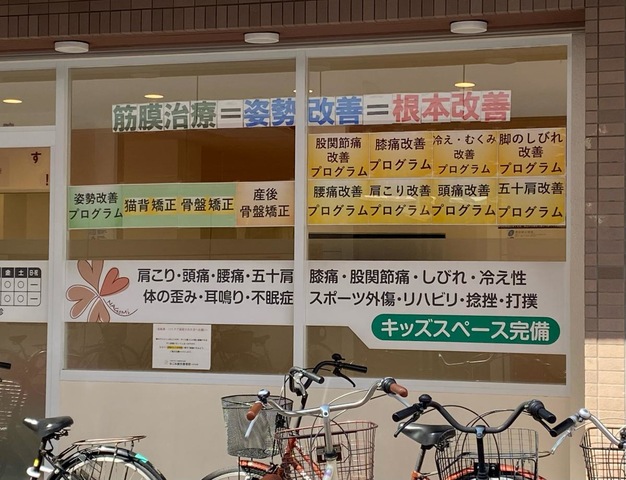 筋膜治療＝姿勢改善＝根本改善
股関節痛
改善
プログラム
膝痛改善
プログラム
冷え・むくみ
改善
プログラム
脚のしびれ
改善
プログラム
姿勢改善
プログラム
猫背矯正
骨盤矯正
産後
骨盤矯正
腰痛改善
プログラム
肩こり改善
プログラム
頭痛改善
プログラム
五十肩改善
プログラム
す
!
金 土 日・祝
肩こり・頭痛・腰痛・五十肩 膝痛・股関節痛・しびれ・冷え性
体の歪み・耳鳴り・不眠症 スポーツ外傷・リハビリ・捻挫・打撲
NAGOMI
キッズスペース完備